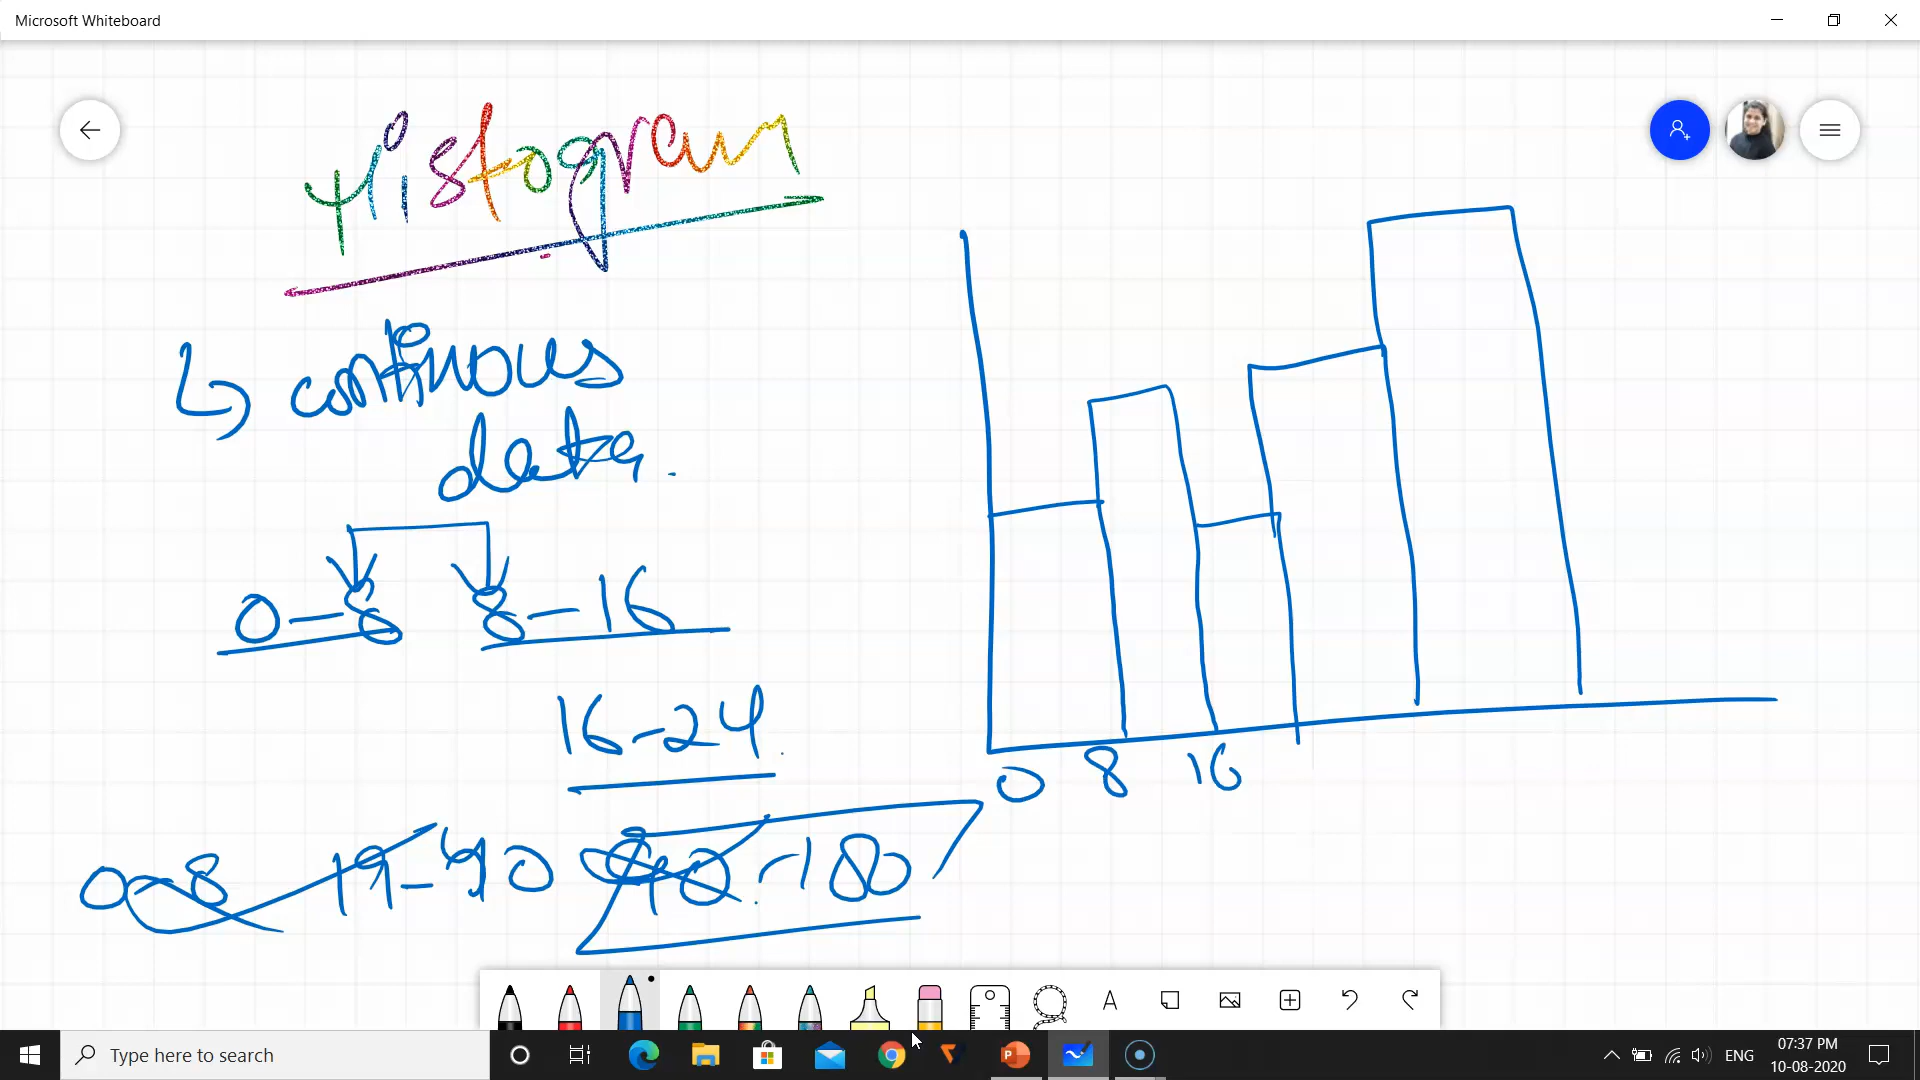 Microsoft Whiteboard
Histogram
continuous
data.
0-8 8-16
16-24
0-8 19-90 90-180
0 8 16
Type here to search
ENG
07:37 PM
10-08-2020